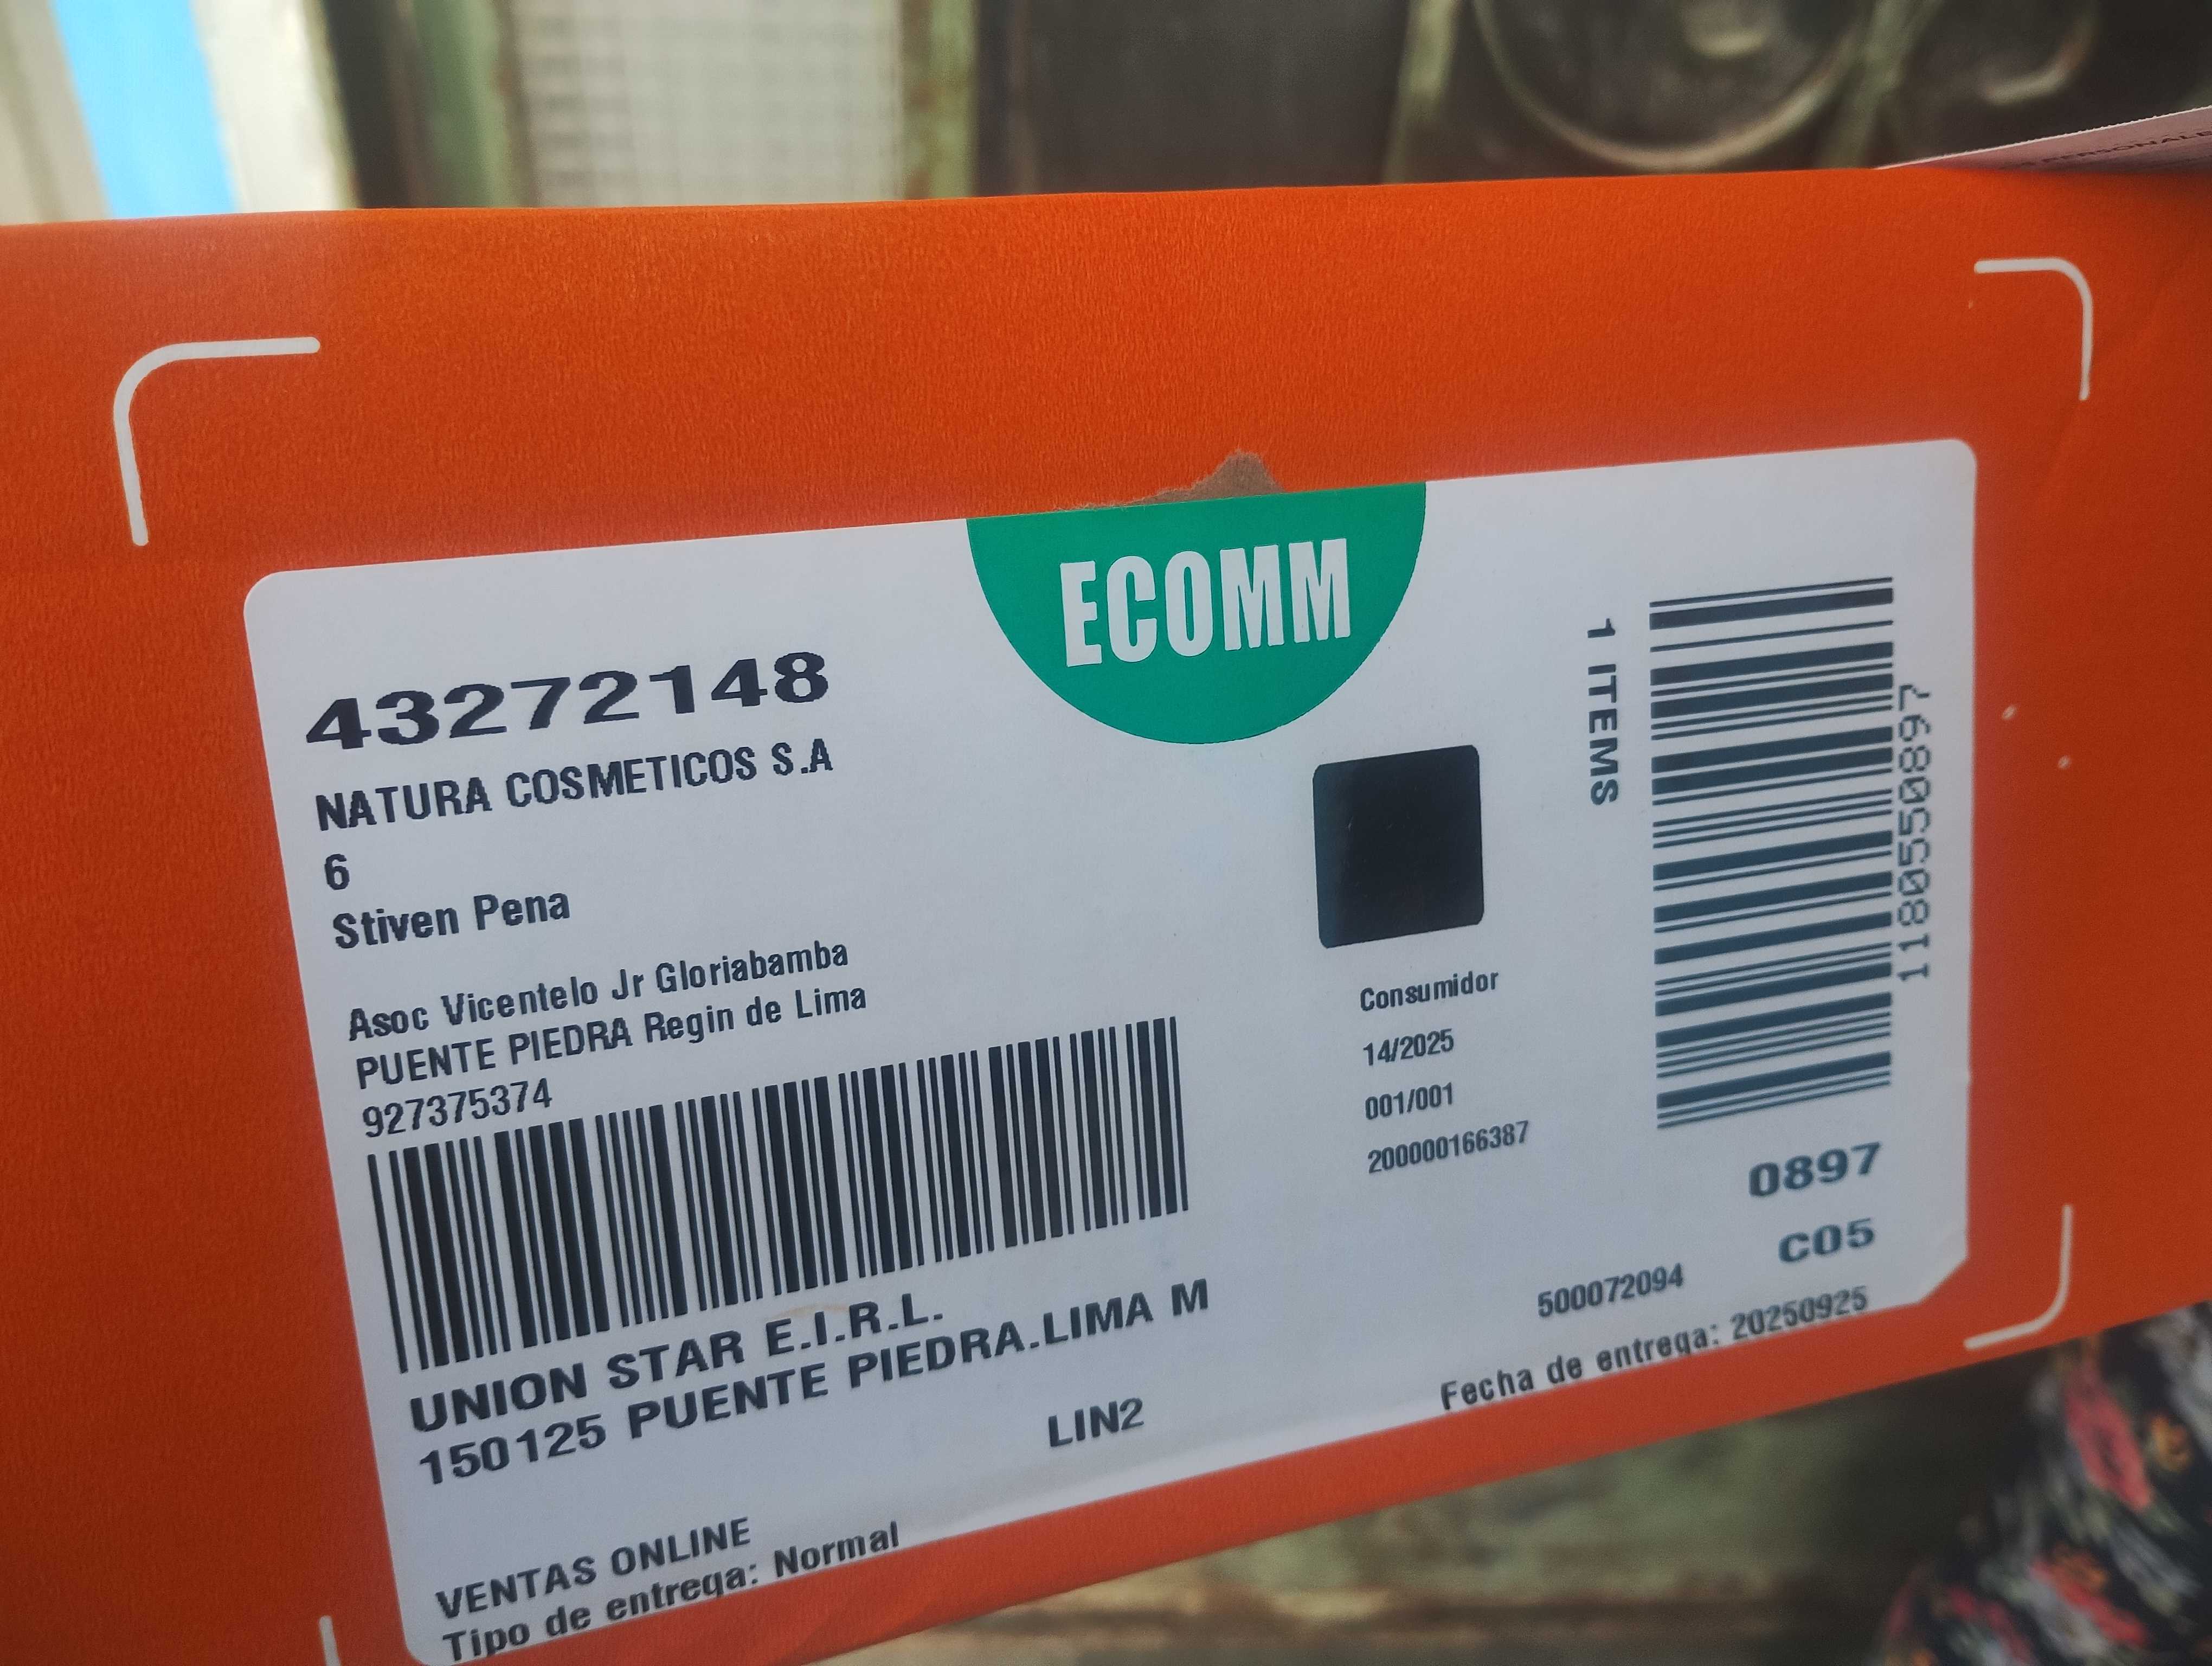 ECOMM
43272148
NATURA COSMETICOS S.A
6
Stiven Pena
Asoc Vicentelo Jr Gloriabamba
PUENTE PIEDRA Regin de Lima
927375374
UNION STAR E.I.R.L.
150125 PUENTE PIEDRA.LIMA M
LIN2
VENTAS ONLINE
Tipo de entrega: Normal
1 ITEMS
1180550897
Consumidor
14/2025
001/001
200000166387
0897
C05
500072094
Fecha de entrega: 20250925